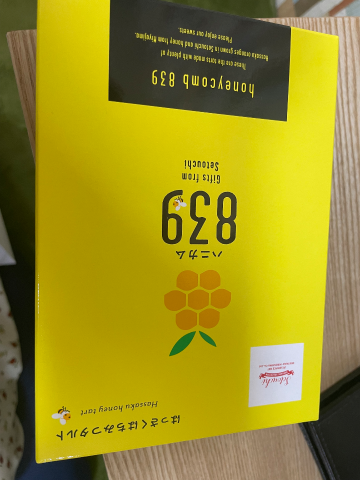 はっさくはちみつタルト
Hassaku honey tart
Setouchi
ハニカム
839
Gifts from
Setouchi
honeycomb 839
These are the tarts made with plenty of
Hassaku oranges grown in Setouchi and honey from Miyajima.
Please enjoy our sweets.